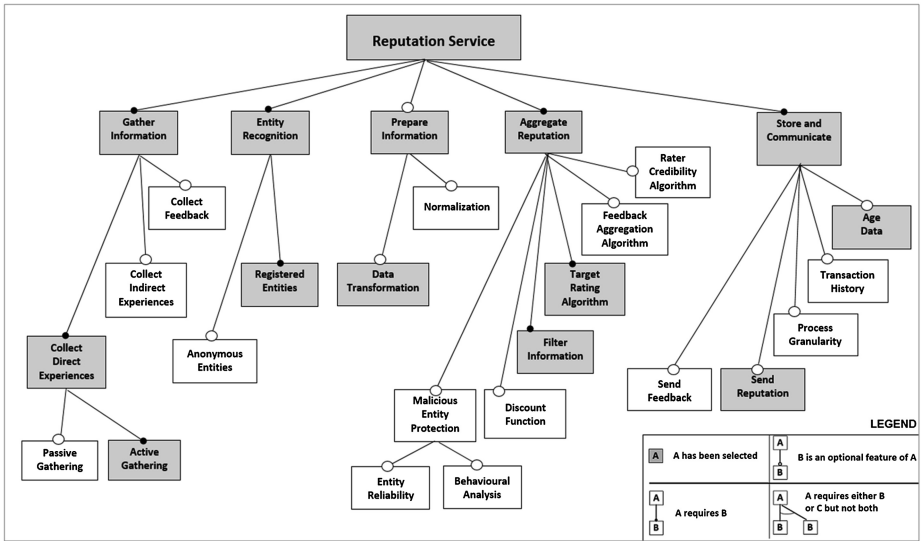 Reputation Service
Gather
Information
Entity
Recognition
Prepare
Information
Aggregate
Reputation
Store and
Communicate
Rater
Credibility
Algorithm
Collect
Feedback
Normalization
Feedback
Aggregation
Algorithm
Age
Data
Collect
Indirect
Experiences
Registered
Entities
Data
Transformation
Target
Rating
Algorithm
Transaction
History
Process
Granularity
Collect
Direct
Experiences
Anonymous
Entities
Filter
Information
Send
Feedback
Send
Reputation
Malicious
Entity
Protection
Discount
Function
Passive
Gathering
Active
Gathering
Entity
Reliability
Behavioural
Analysis
LEGEND
A
A has been selected
A
B
B is an optional feature of A
A
B
A requires B
A
B
B
A requires either B
or C but not both